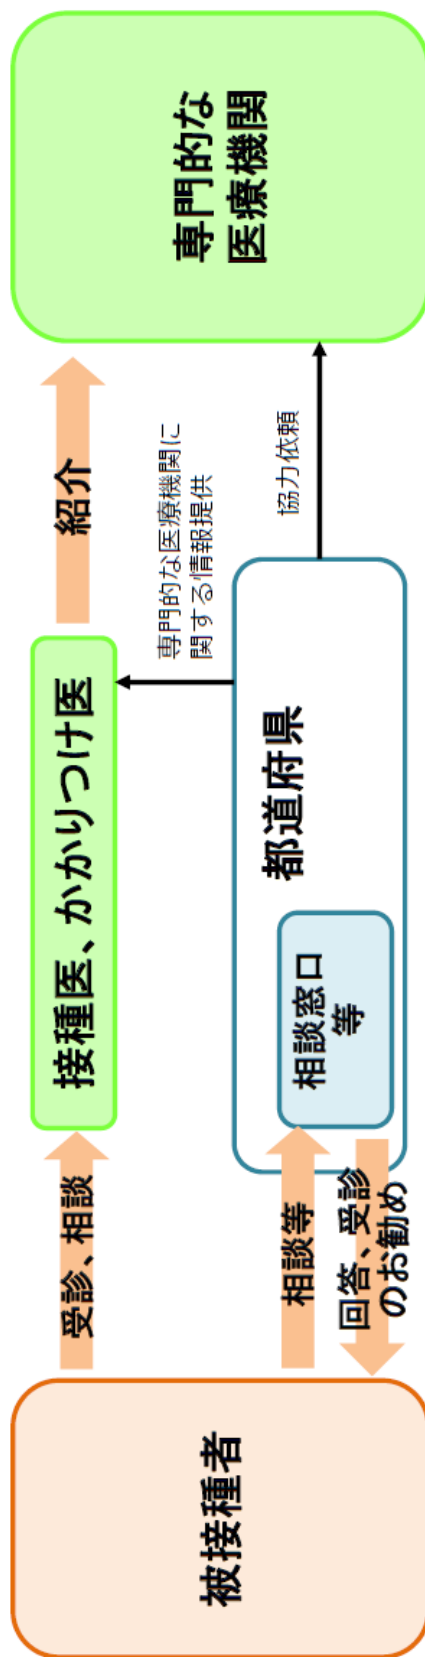 被接種者
受診、相談
相談等
回答、受診
のお勧め
接種医、かかりつけ医
都道府県
相談窓口
等
紹介
専門的な医療機関に
関する情報提供
協力依頼
専門的な
医療機関